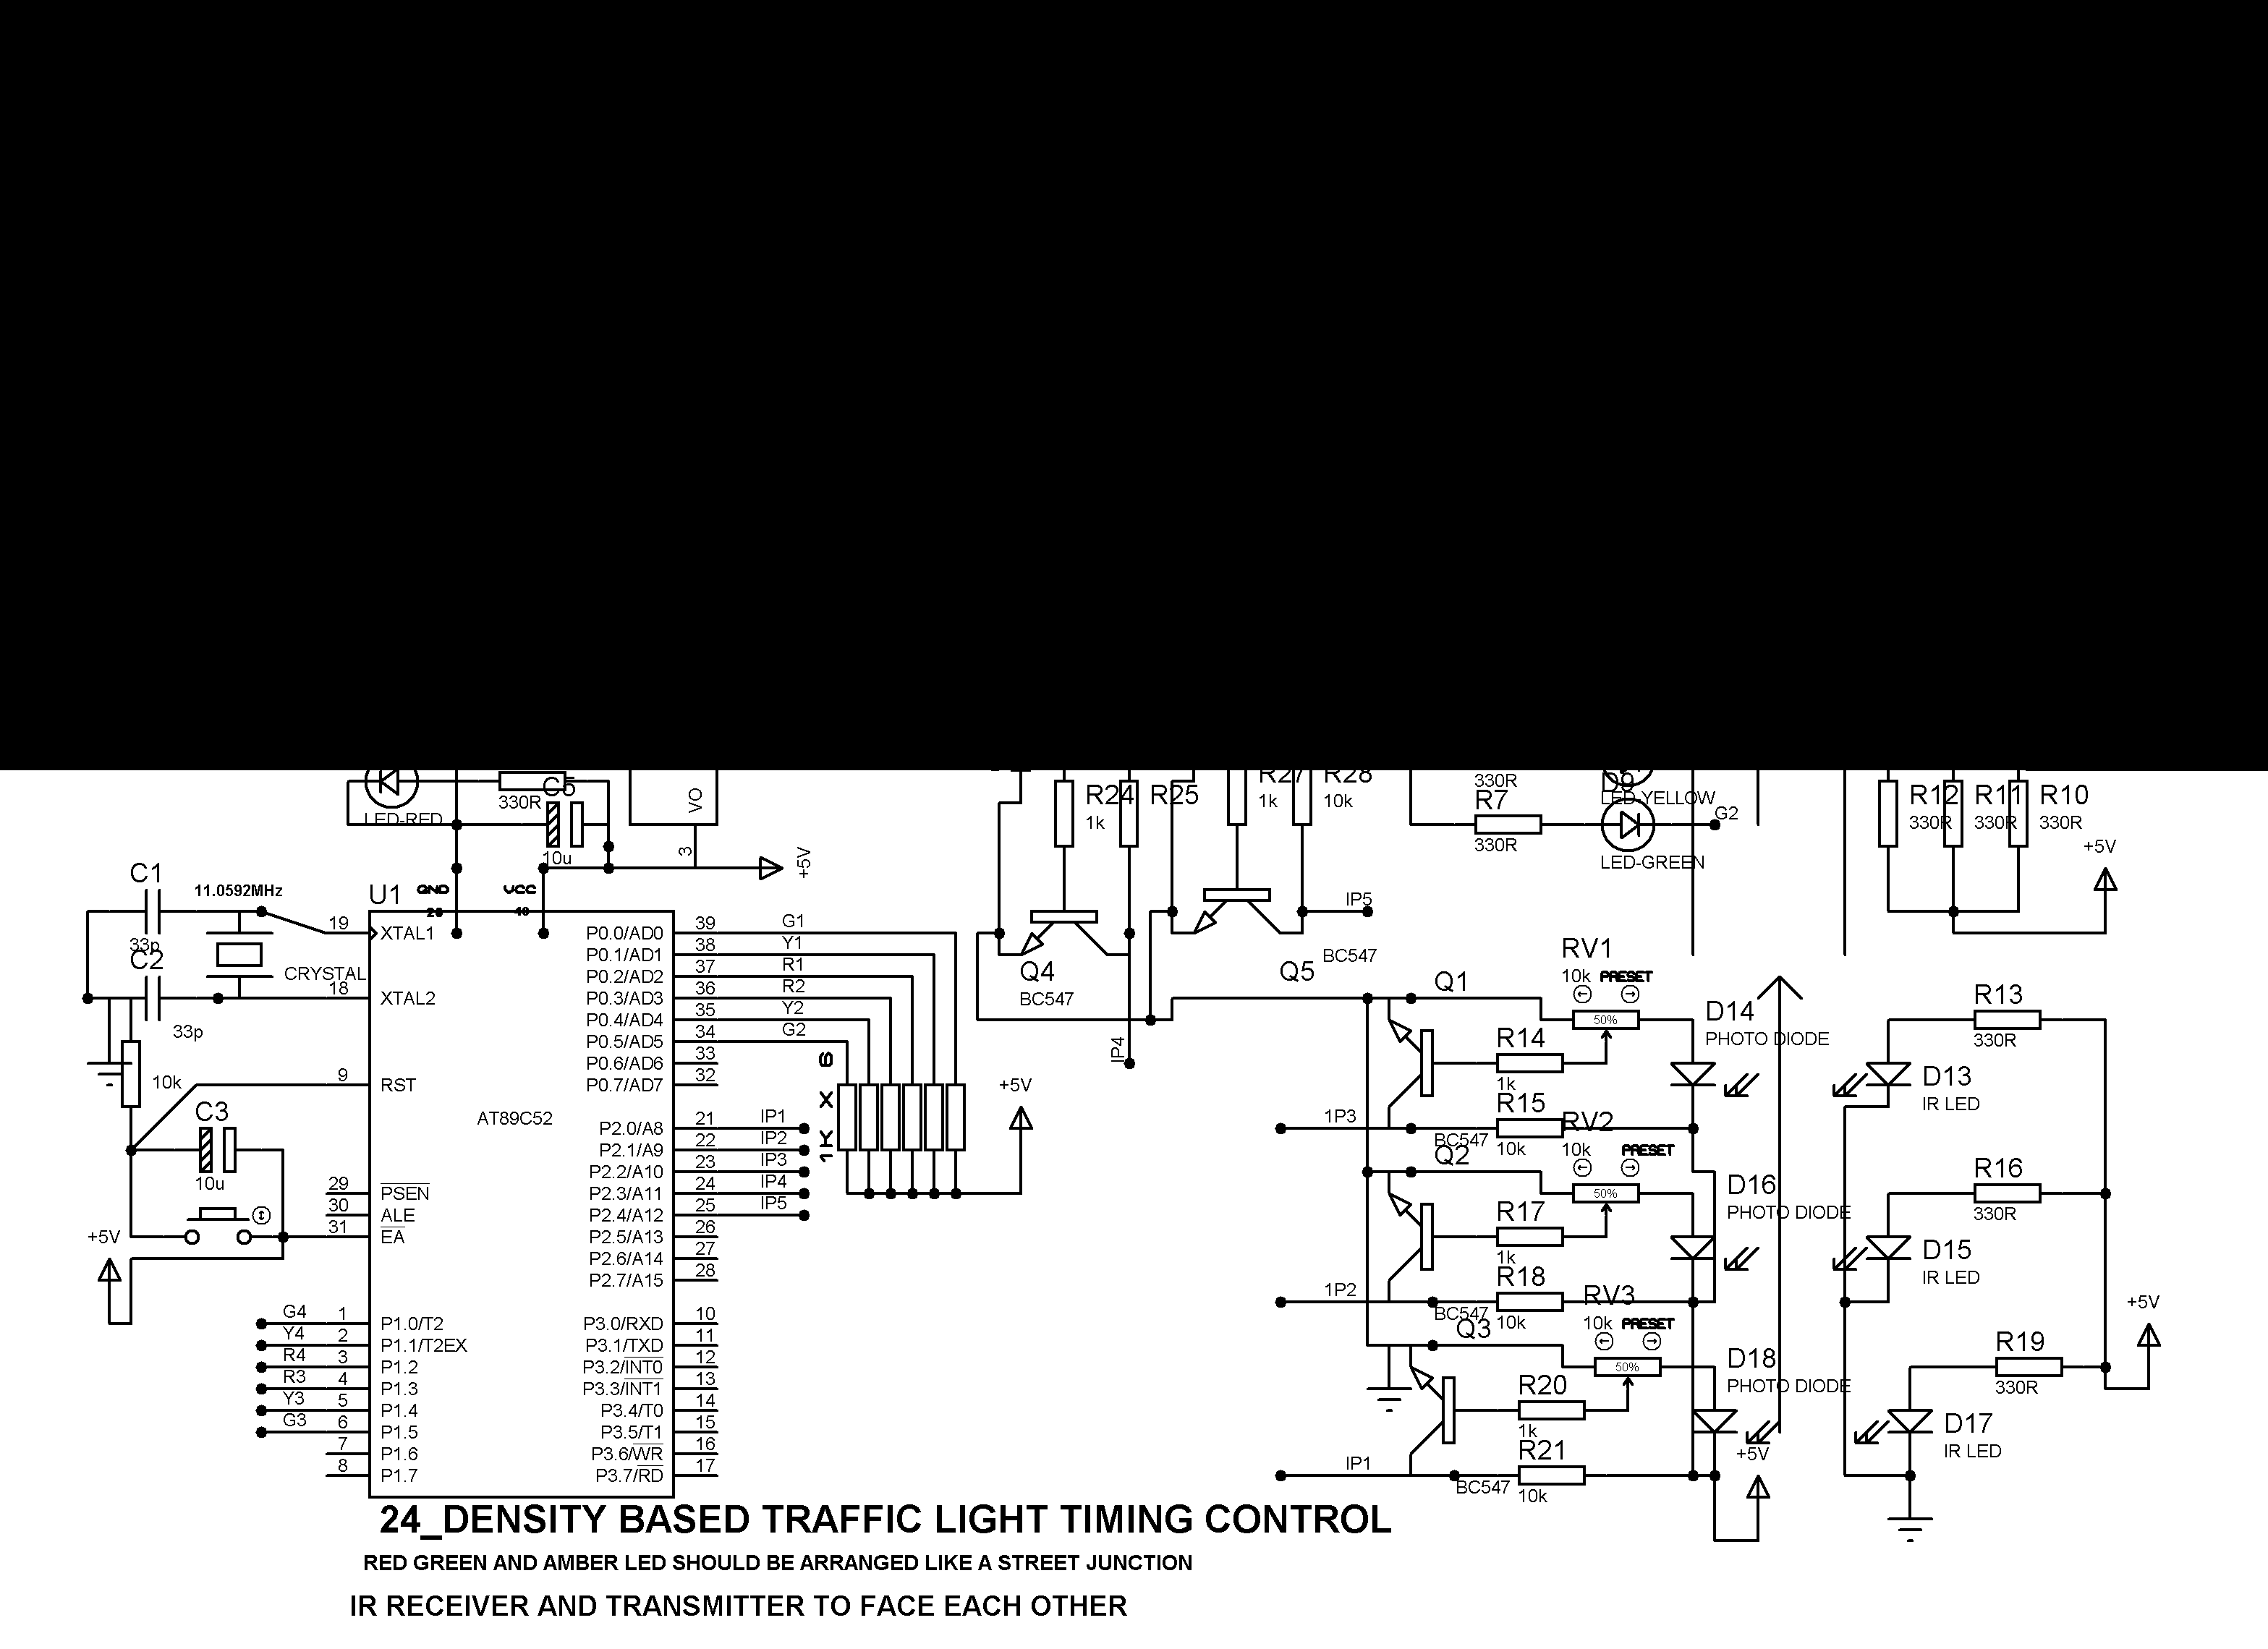 330R
C5
VO
LED-RED
10u
3
+5V
R24
1k
R25
R27
1k
R28
10k
330R
D9
LED-YELLOW
R7
330R
G2
LED-GREEN
R12
330R
R11
330R
R10
330R
+5V
C1
33p
11.0592MHz
C2
33p
CRYSTAL
U1
GND
20
VCC
40
19
XTAL1
18
XTAL2
9
RST
10k
C3
10u
AT89C52
29
PSEN
30
ALE
31
EA
+5V
G4
1
P1.0/T2
Y4
2
P1.1/T2EX
R4
3
P1.2
R3
4
P1.3
Y3
5
P1.4
G3
6
P1.5
7
P1.6
8
P1.7
P0.0/AD0
39
G1
P0.1/AD1
38
Y1
P0.2/AD2
37
R1
P0.3/AD3
36
R2
P0.4/AD4
35
Y2
P0.5/AD5
34
G2
P0.6/AD6
33
P0.7/AD7
32
P2.0/A8
21
IP1
P2.1/A9
22
IP2
P2.2/A10
23
IP3
P2.3/A11
24
IP4
P2.4/A12
25
IP5
P2.5/A13
26
P2.6/A14
27
P2.7/A15
28
P3.0/RXD
10
P3.1/TXD
11
P3.2/INT0
12
P3.3/INT1
13
P3.4/T0
14
P3.5/T1
15
P3.6/WR
16
P3.7/RD
17
1K X 6
+5V
Q4
BC547
IP4
Q5
BC547
IP5
Q1
BC547
RV1
10k PRESET
50%
R14
1k
R15
10k
1P3
D14
PHOTO DIODE
R13
330R
D13
IR LED
Q2
BC547
RV2
10k PRESET
50%
R17
1k
R18
10k
1P2
D16
PHOTO DIODE
R16
330R
D15
IR LED
+5V
Q3
BC547
RV3
10k PRESET
50%
R20
1k
R21
10k
IP1
D18
PHOTO DIODE
+5V
R19
330R
D17
IR LED
24_DENSITY BASED TRAFFIC LIGHT TIMING CONTROL
RED GREEN AND AMBER LED SHOULD BE ARRANGED LIKE A STREET JUNCTION
IR RECEIVER AND TRANSMITTER TO FACE EACH OTHER